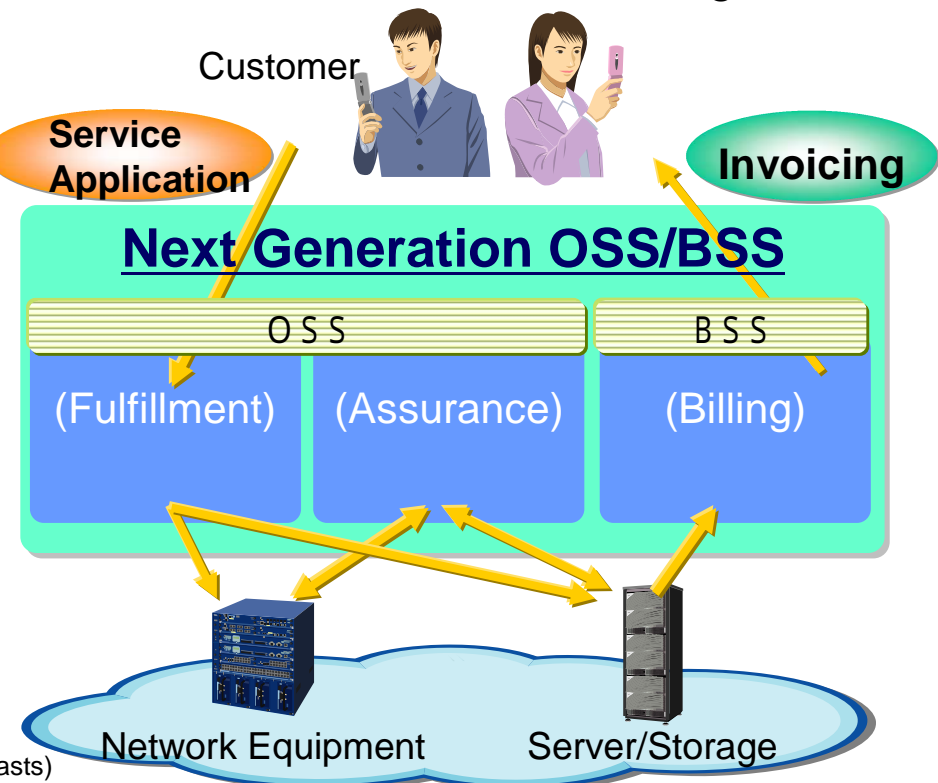 Customer
Service
Application
Invoicing
Next Generation OSS/BSS
OSS
BSS
(Fulfillment)
(Assurance)
(Billing)
Network Equipment
Server/Storage
asts)